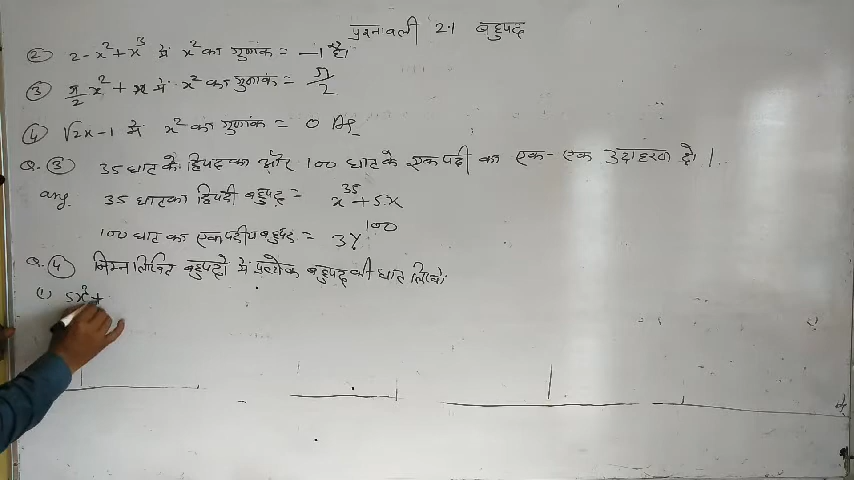 प्रश्नावली 2.1 बहुपद
② 2-x²+x³ में x² का गुणांक = -1 है।
③ π/2 x² + x में x² का गुणांक = π/2
④ √2x-1 में x² का गुणांक = 0
Q. ③ 35 घात के द्विपद का और 100 घात के एकपदी का एक-एक उदाहरण दो।
ans. 35 घात का द्विपदी बहुपद = x³⁵+5x
100 घात का एकपदीय बहुपद = 3y¹⁰⁰
Q. ④ निम्नलिखित बहुपदो में प्रत्येक बहुपद की घात लिखो
(1) 5x³+